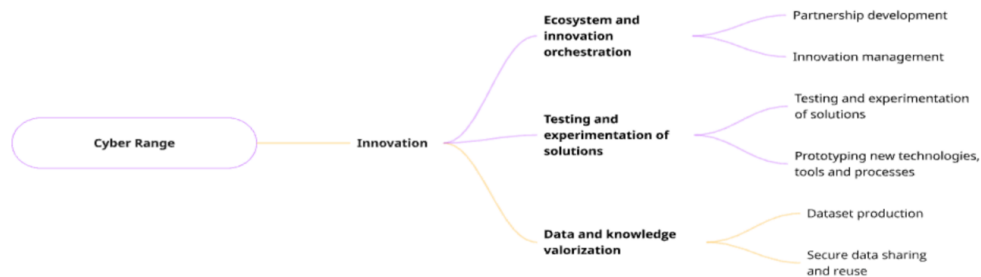 Cyber Range
Innovation
Ecosystem and
innovation
orchestration
Partnership development
Innovation management
Testing and
experimentation of
solutions
Testing and experimentation
of solutions
Prototyping new technologies,
tools and processes
Data and knowledge
valorization
Dataset production
Secure data sharing
and reuse